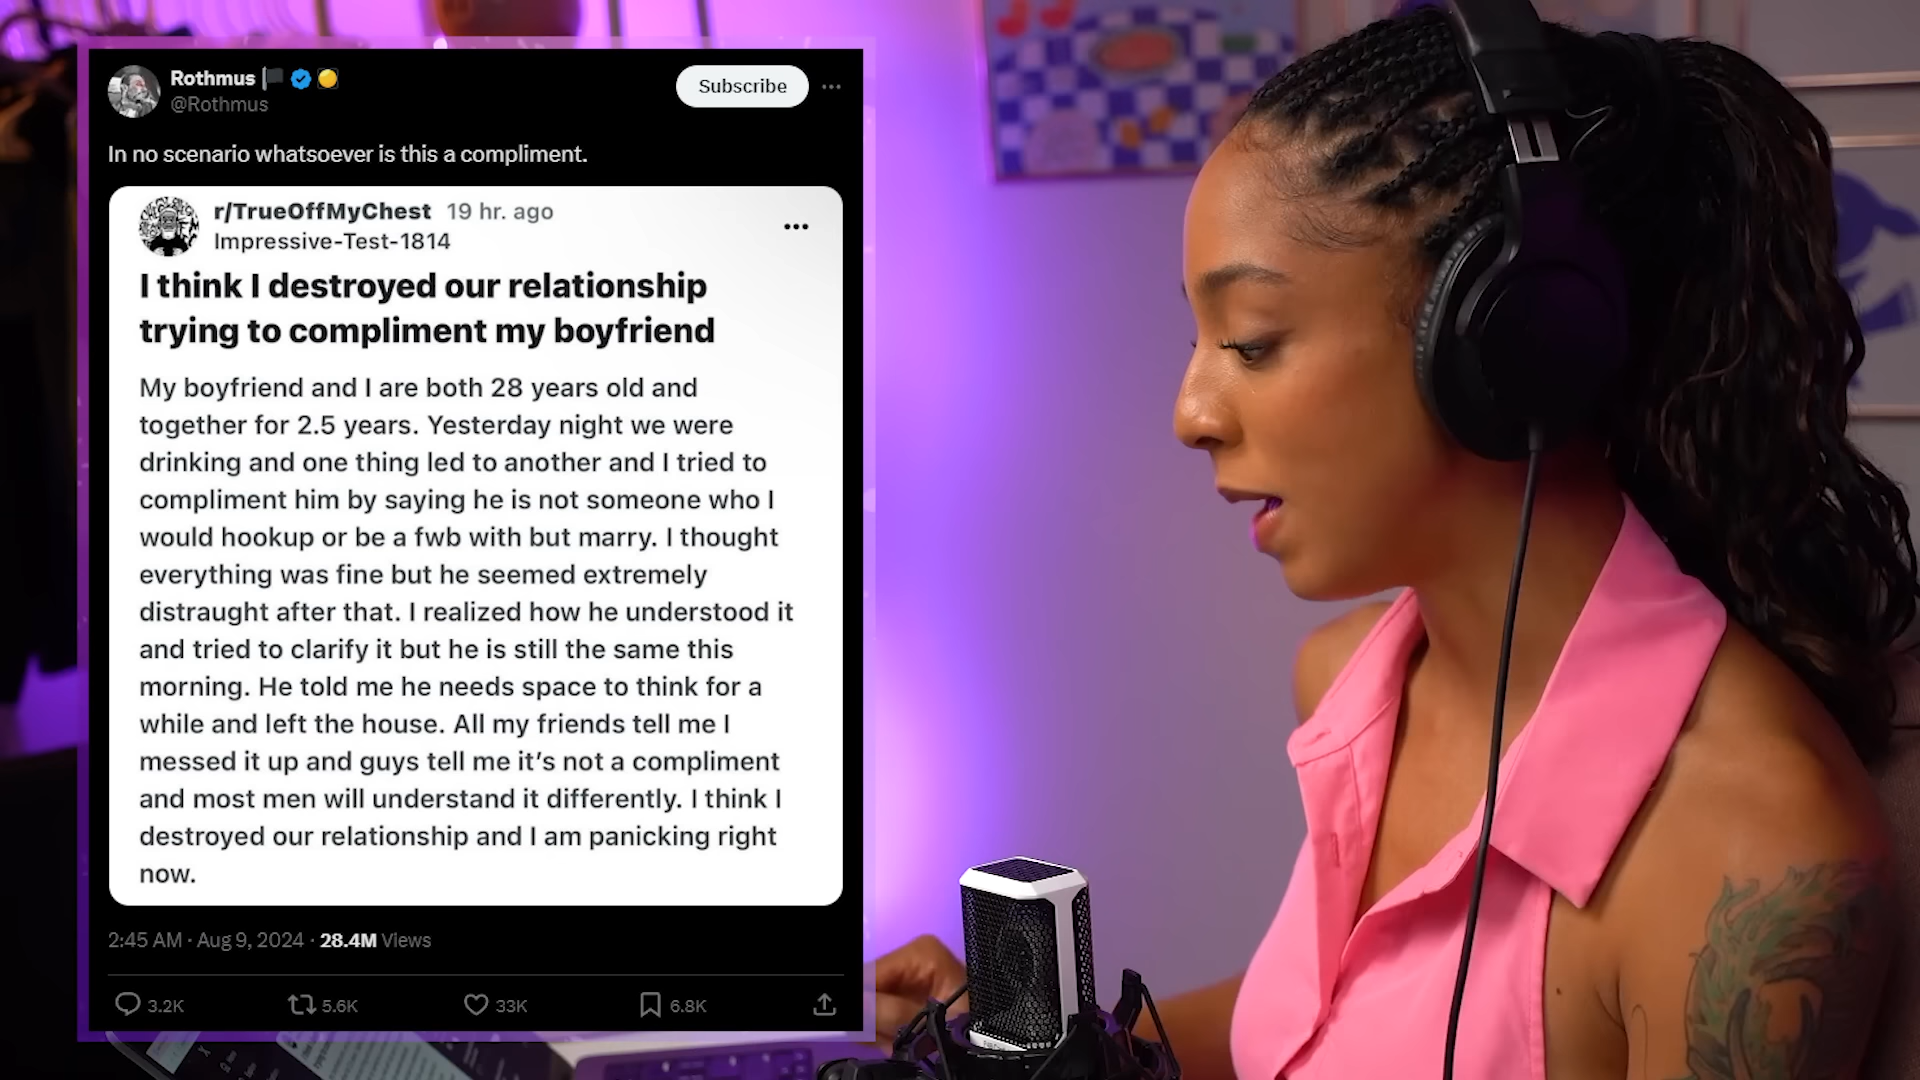 Rothmus
@Rothmus
Subscribe
In no scenario whatsoever is this a compliment.
r/TrueOffMyChest 19 hr. ago
Impressive-Test-1814
I think I destroyed our relationship
trying to compliment my boyfriend
My boyfriend and I are both 28 years old and
together for 2.5 years. Yesterday night we were
drinking and one thing led to another and I tried to
compliment him by saying he is not someone who I
would hookup or be a fwb with but marry. I thought
everything was fine but he seemed extremely
distraught after that. I realized how he understood it
and tried to clarify it but he is still the same this
morning. He told me he needs space to think for a
while and left the house. All my friends tell me I
messed it up and guys tell me it's not a compliment
and most men will understand it differently. I think I
destroyed our relationship and I am panicking right
now.
2:45 AM · Aug 9, 2024 · 28.4M Views
3.2K 5.6K 33K 6.8K